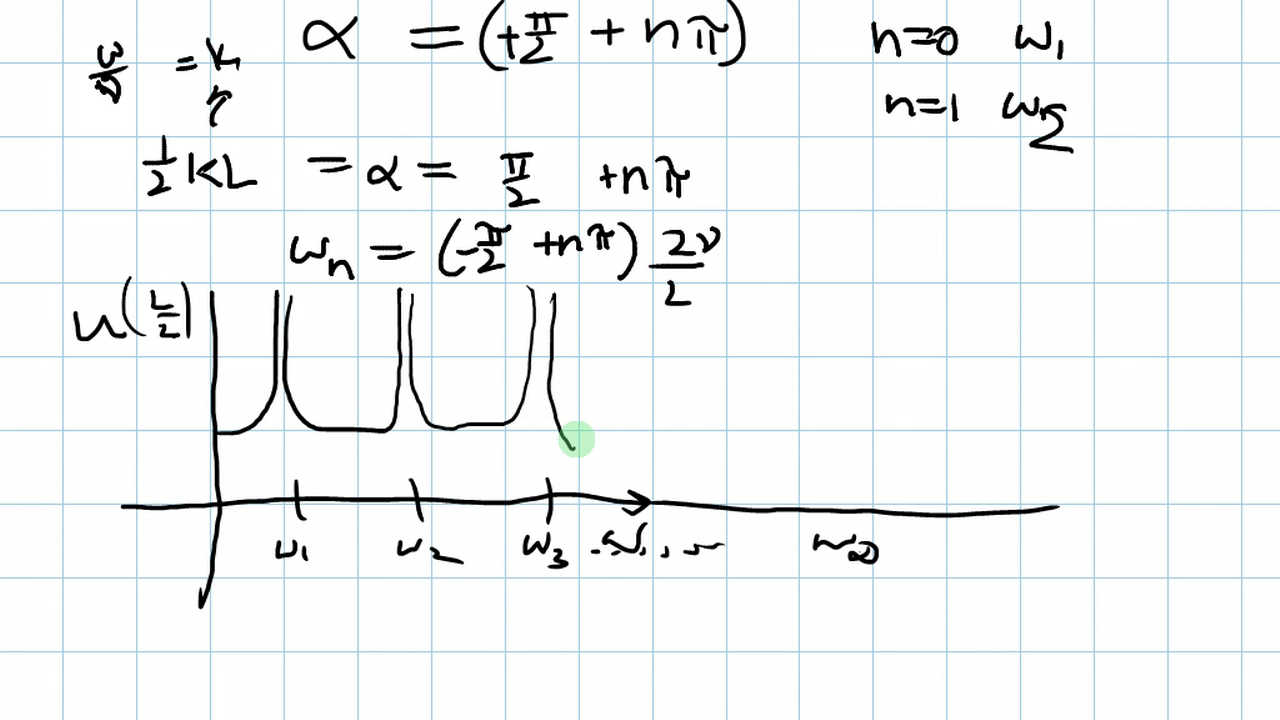 α = (+π/2 + nπ)
n=0 ω₁
ω/v = k
n=1 ω₂
½KL = α = π/2 +nπ
ωₙ = (-π/2 +nπ) 2v/L
u(L/2)
ω₁ ω₂ ω₃